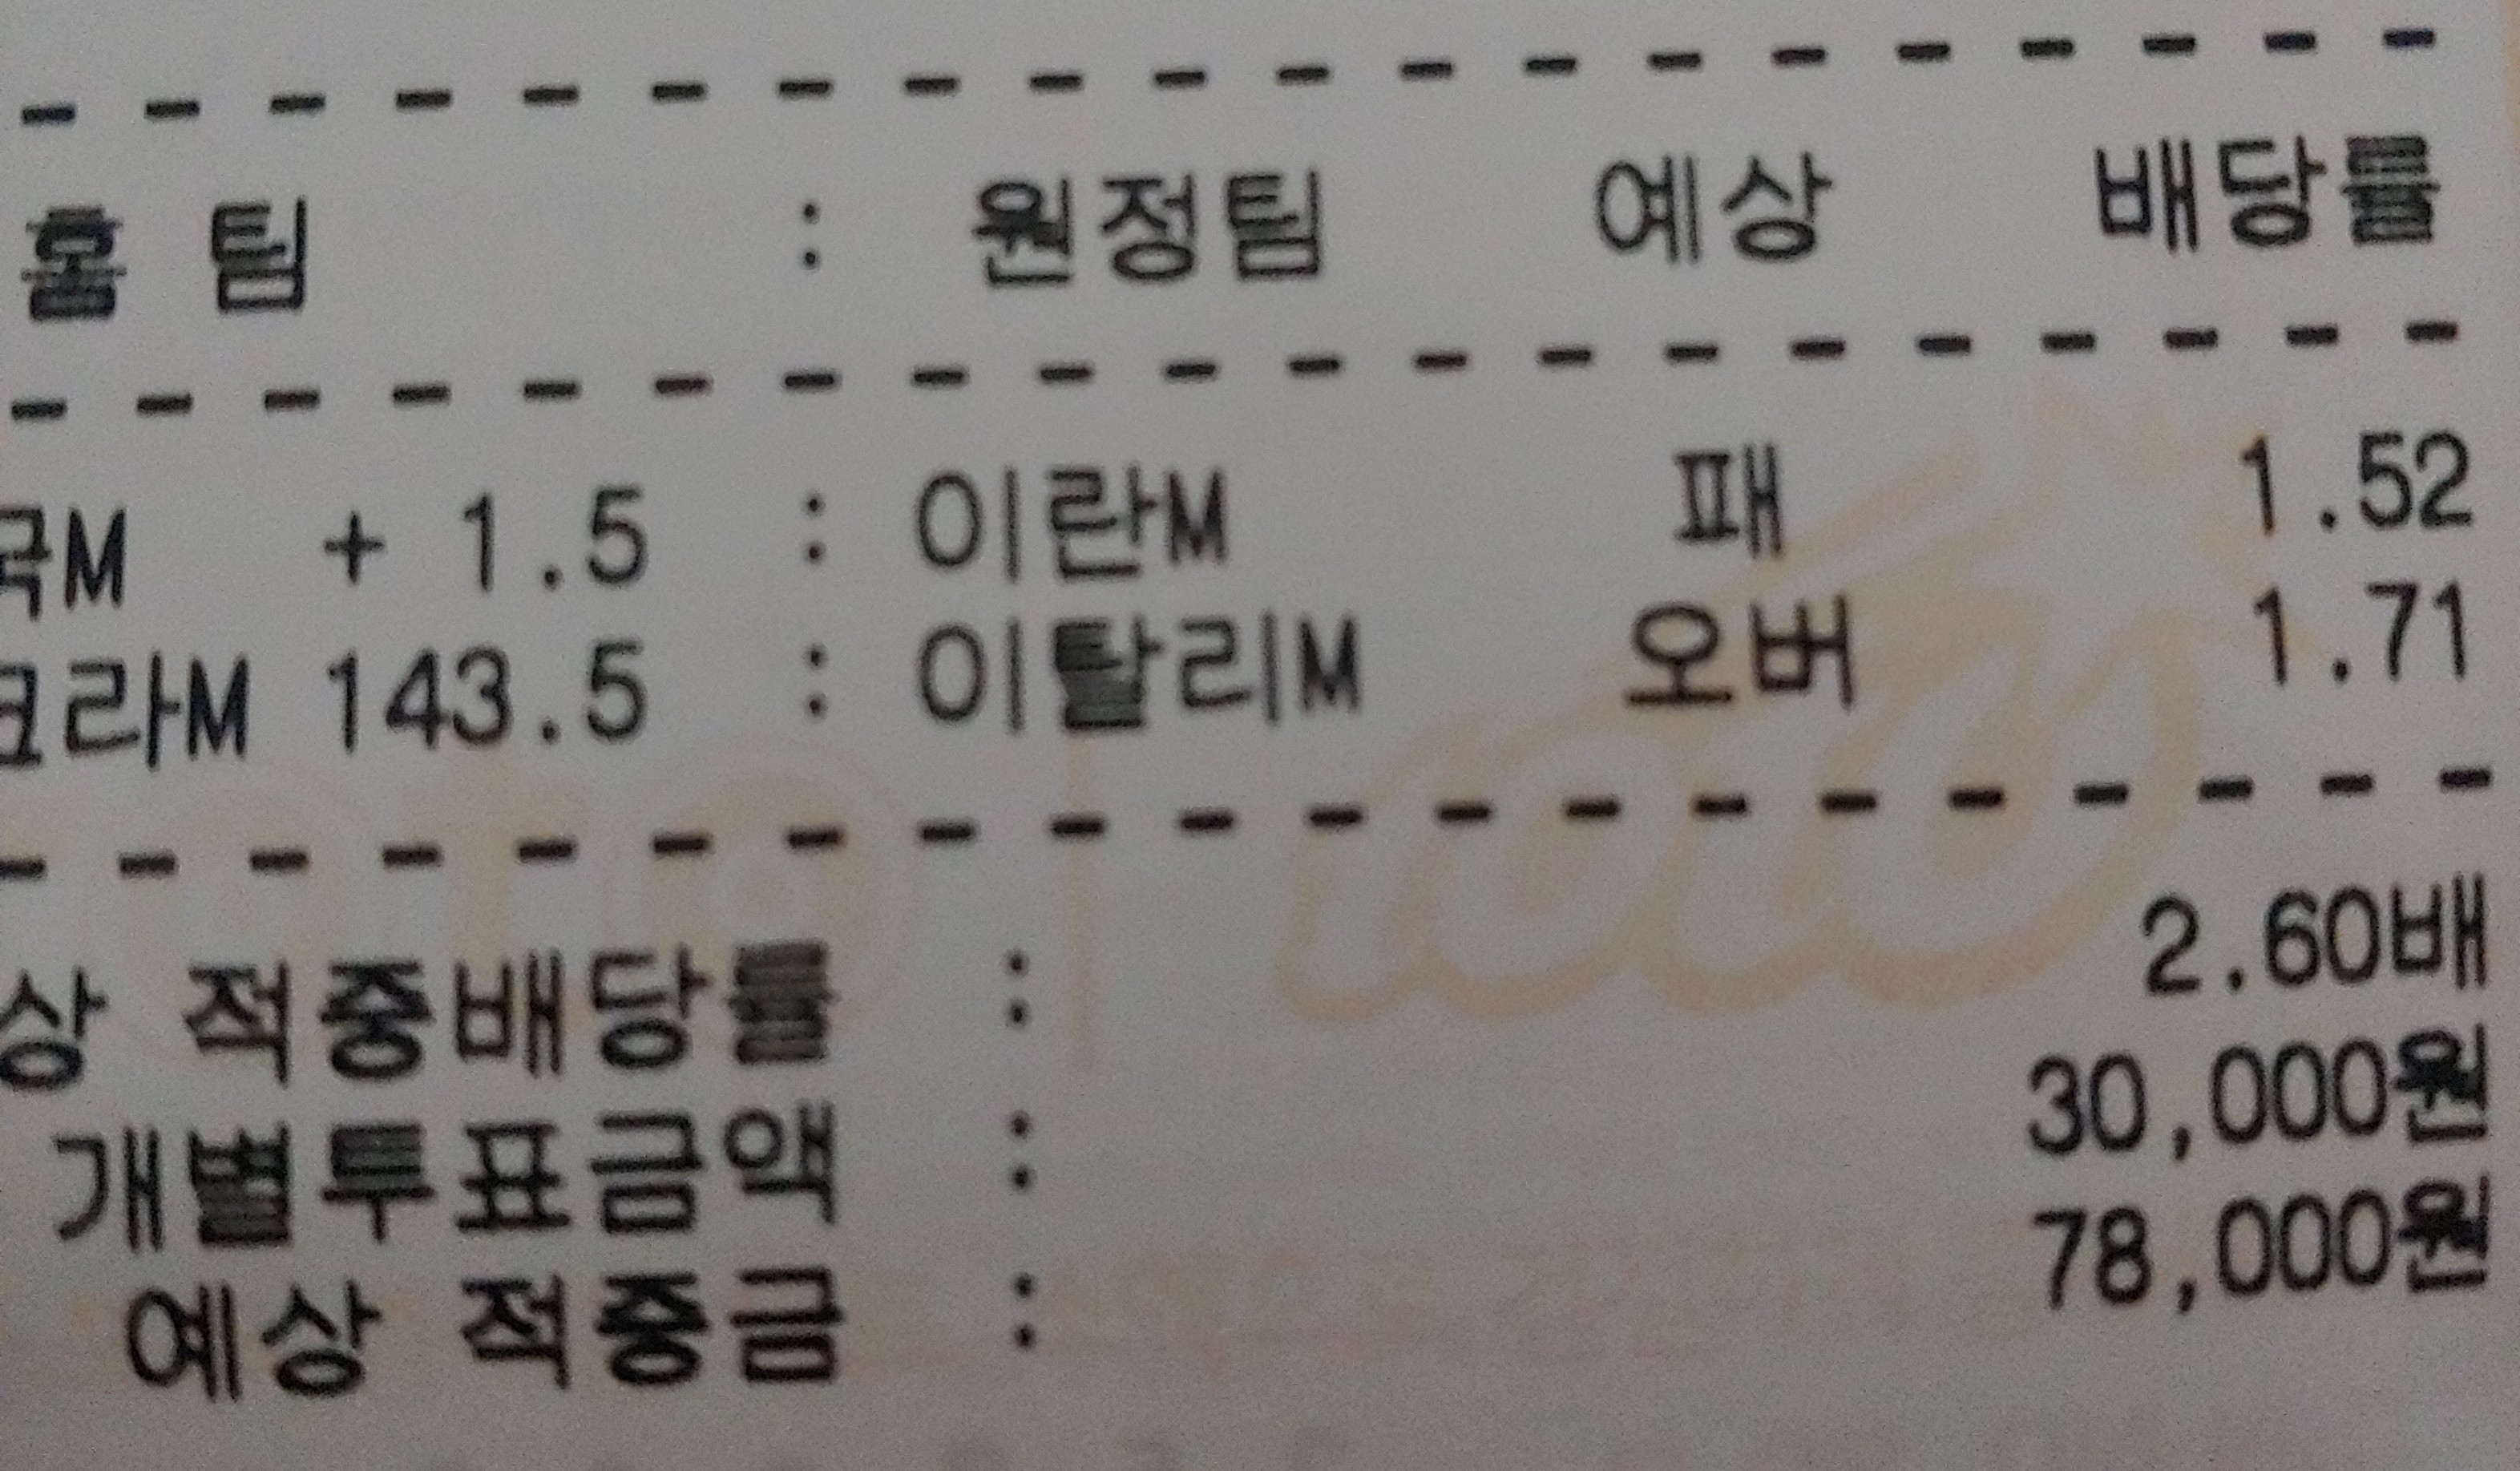 - - - - - - - - - - - - - - - - - - - -
홈 팀 : 원정팀 예상 배당률
- - - - - - - - - - - - - - - - - - - -
국M + 1.5 : 이란M 패 1.52
크라M 143.5 : 이탈리M 오버 1.71
- - - - - - - - - - - - - - - - - - - -
상 적중배당률 : 2.60배
개별투표금액 : 30,000원
예상 적중금 : 78,000원